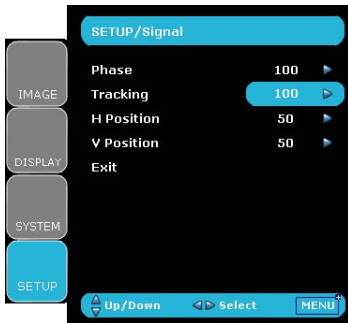 SETUP/Signal
Phase 100
Tracking 100
H Position 50
V Position 50
Exit
IMAGE
DISPLAY
SYSTEM
SETUP
Up/Down Select MENU